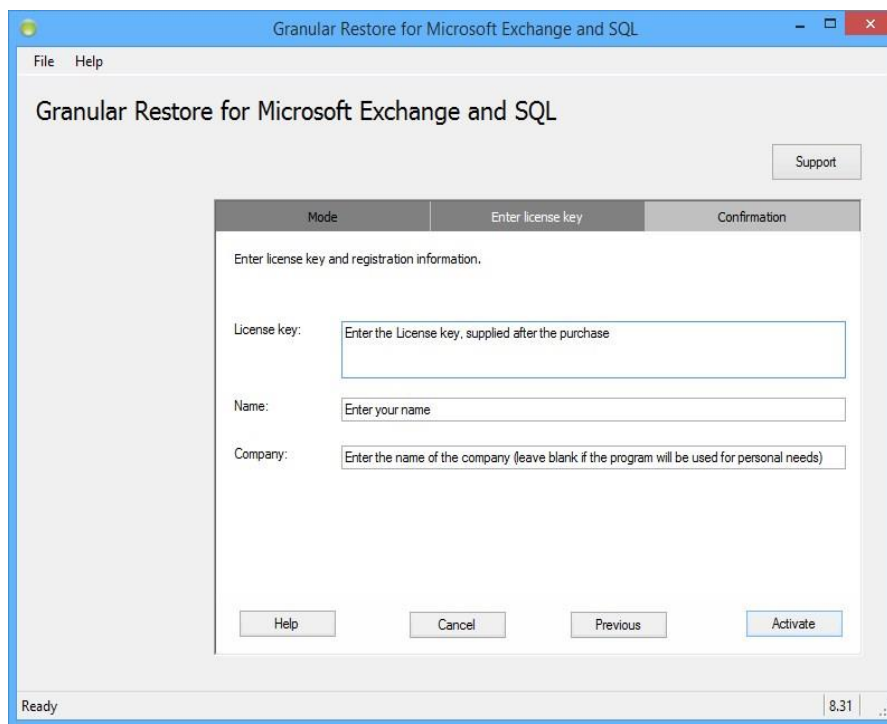 Granular Restore for Microsoft Exchange and SQL
File Help
Granular Restore for Microsoft Exchange and SQL
Support
Mode Enter license key Confirmation
Enter license key and registration information.
License key: Enter the License key, supplied after the purchase
Name: Enter your name
Company: Enter the name of the company (leave blank if the program will be used for personal needs)
Help Cancel Previous Activate
Ready 8.31